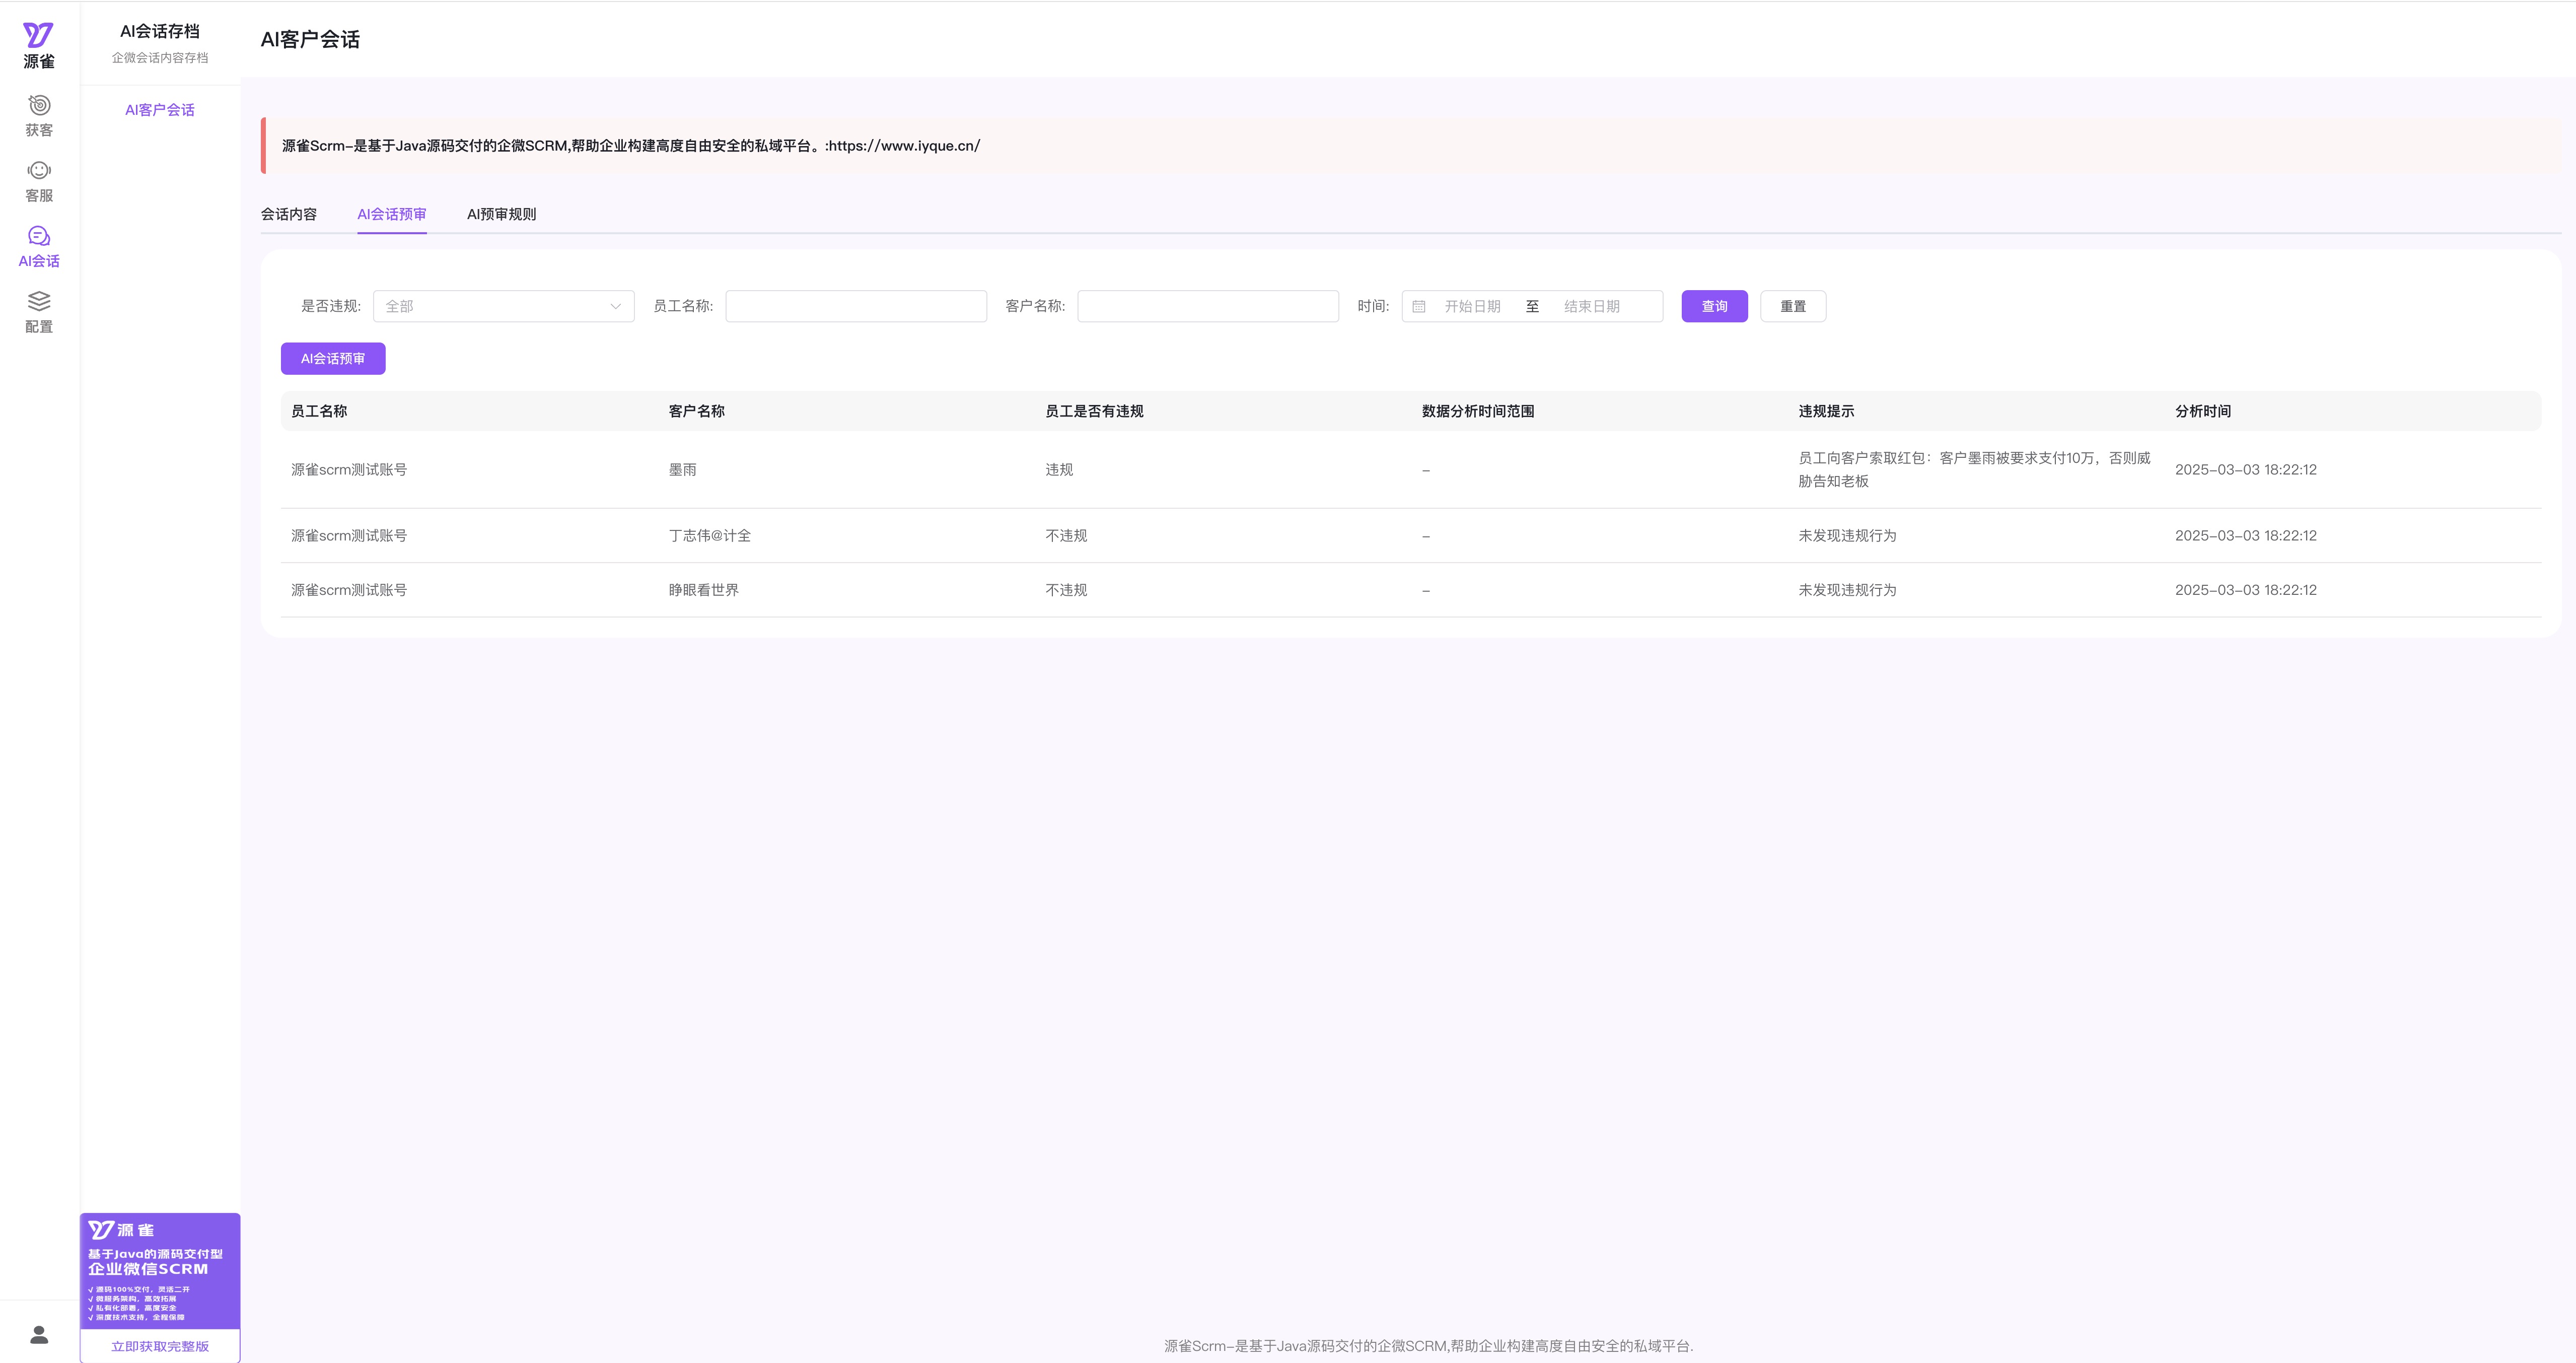 源雀
获客
客服
AI会话
配置
AI会话存档
企微会话内容存档
AI客户会话
AI客户会话
源雀Scrm-是基于Java源码交付的企微SCRM,帮助企业构建高度自由安全的私域平台。:https://www.iyque.cn/
会话内容 AI会话预审 AI预审规则
是否违规: 全部 员工名称: 客户名称: 时间: 开始日期 至 结束日期 查询 重置
AI会话预审
员工名称 客户名称 员工是否有违规 数据分析时间范围 违规提示 分析时间
源雀scrm测试账号 墨雨 违规 - 员工向客户索取红包：客户墨雨被要求支付10万，否则威
胁告知老板 2025-03-03 18:22:12
源雀scrm测试账号 丁志伟@计全 不违规 - 未发现违规行为 2025-03-03 18:22:12
源雀scrm测试账号 睁眼看世界 不违规 - 未发现违规行为 2025-03-03 18:22:12
源雀
基于Java的源码交付型
企业微信SCRM
√ 源码100%交付，灵活二开
√ 微服务架构，高效拓展
√ 私有化部署，高度安全
√ 深度技术支持，全程保障
立即获取完整版
源雀Scrm-是基于Java源码交付的企微SCRM,帮助企业构建高度自由安全的私域平台.